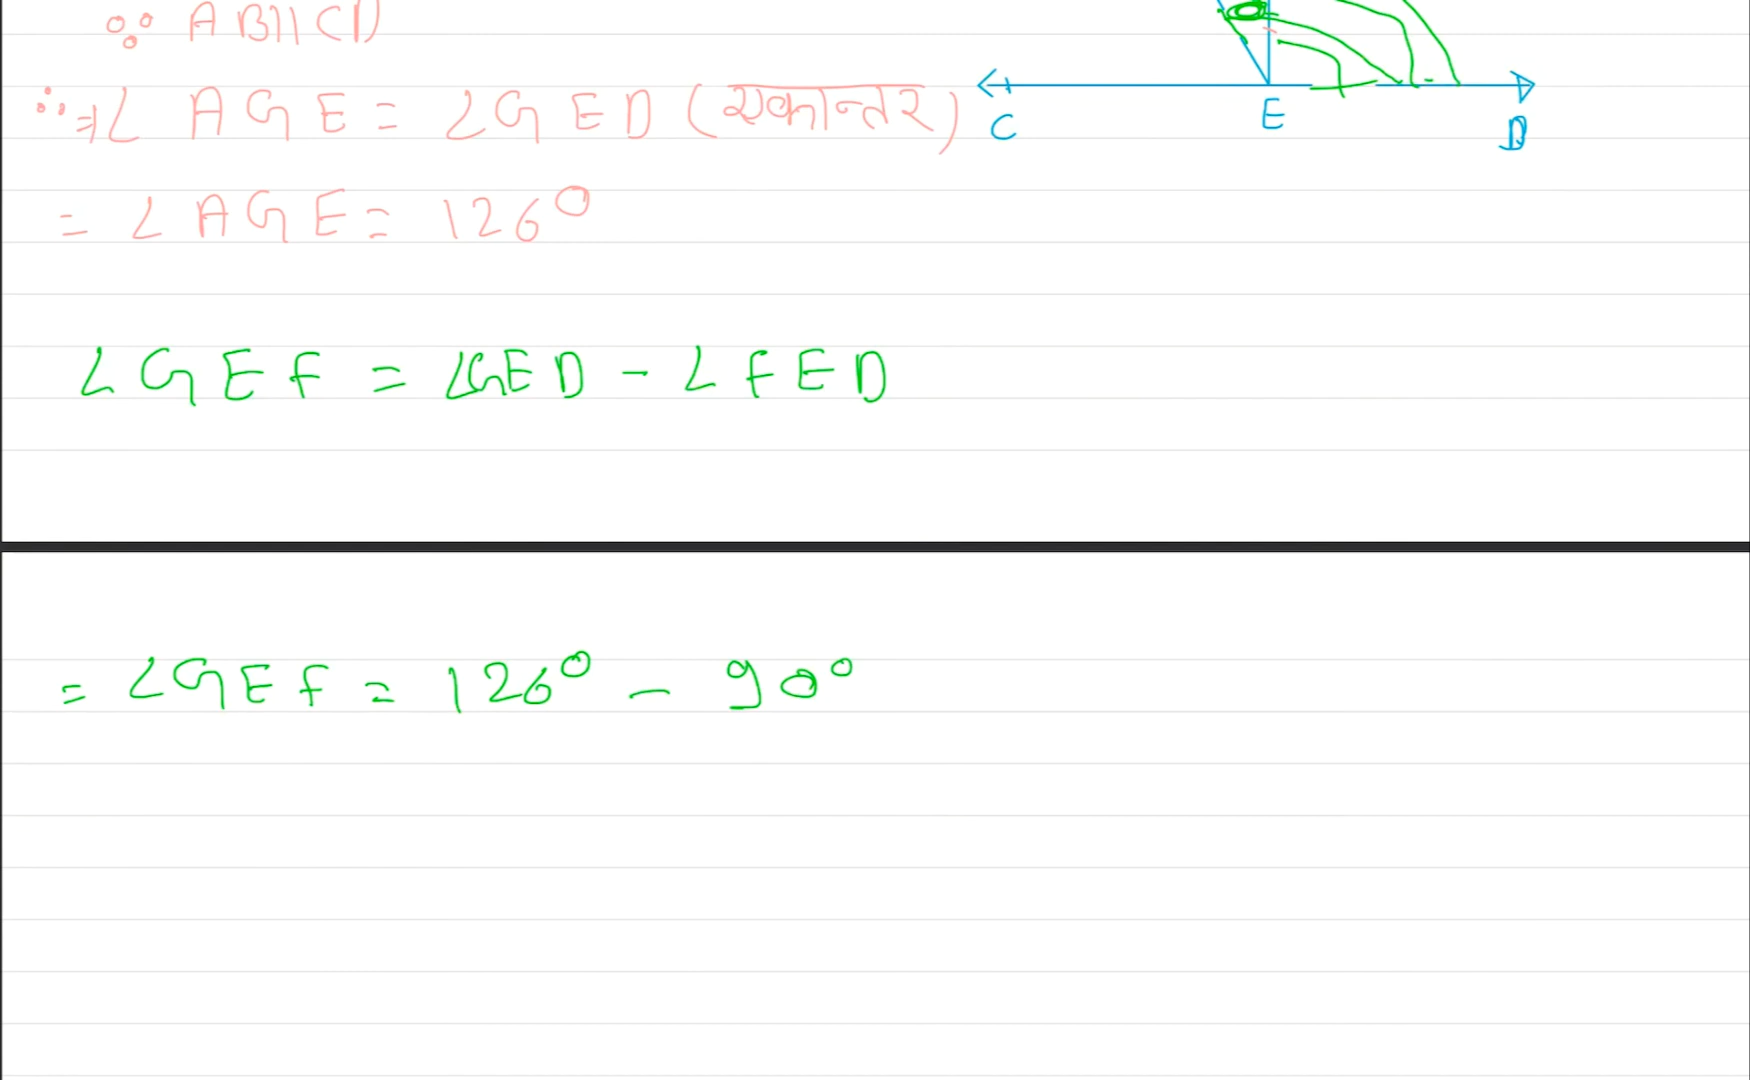 ∵ AB||CD
∴ ⇒ ∠AGE = ∠GED (एकान्तर)
= ∠AGE = 126°
C E D
∠GEF = ∠GED - ∠FED
= ∠GEF = 126° - 90°